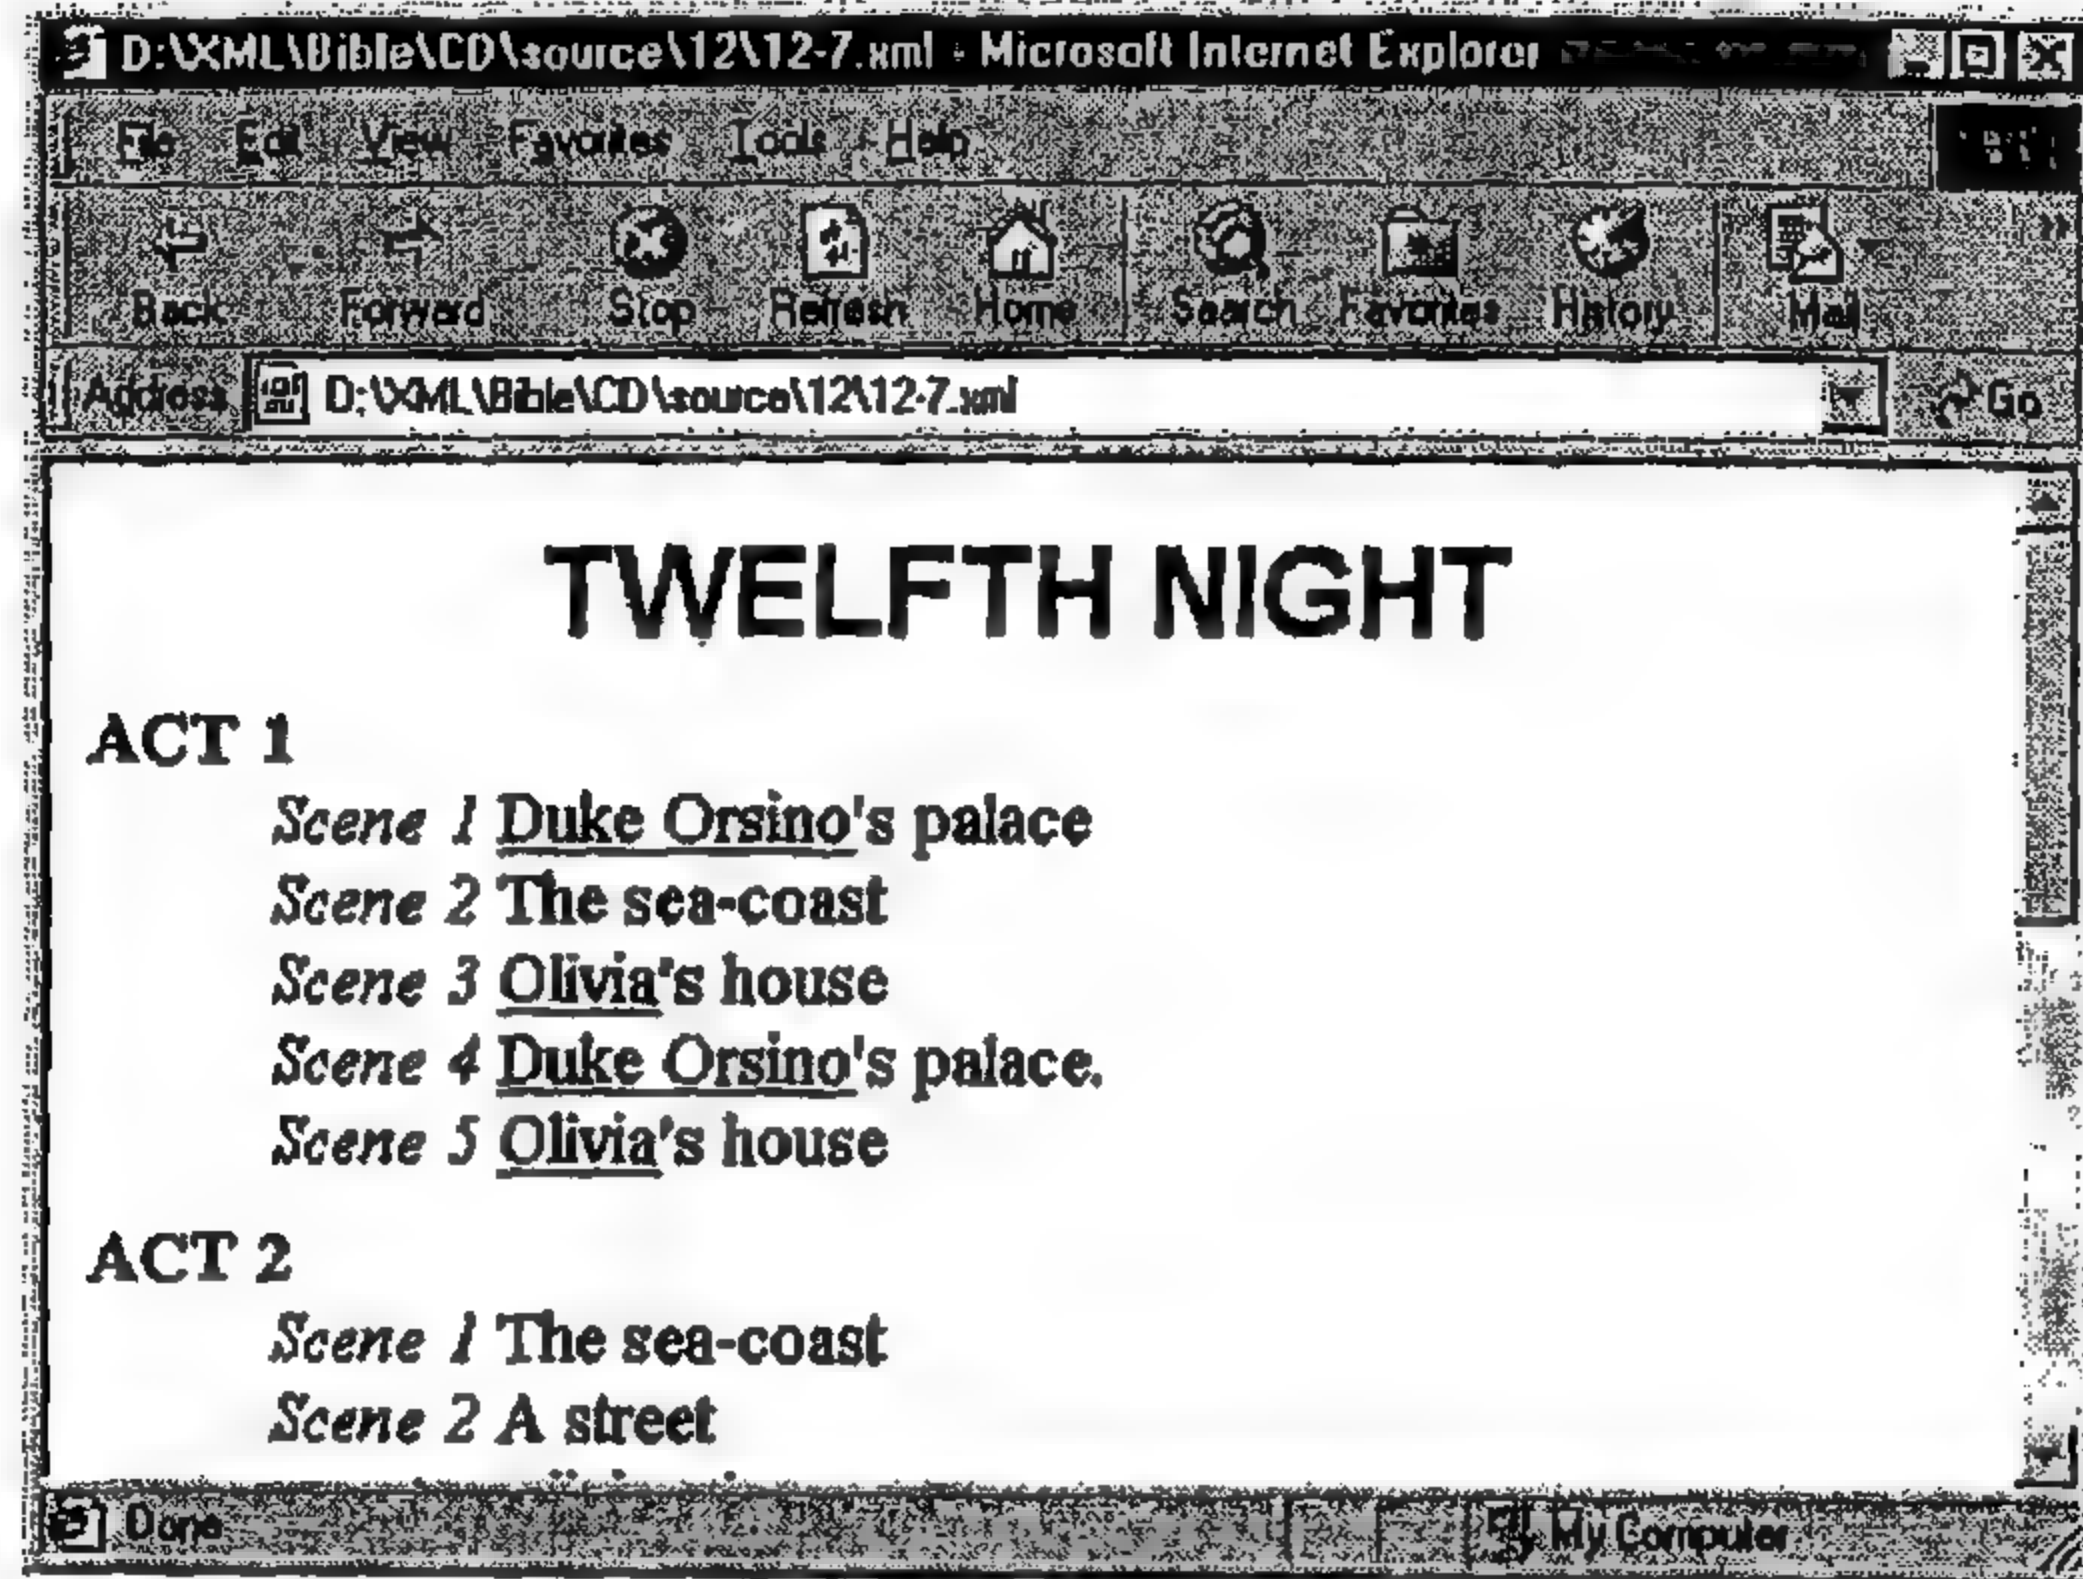 D:\XML\Bible\CD\source\12\12-7.xml - Microsoft Internet Explorer
File Edit View Favorites Tools Help
Back Forward Stop Refresh Home Search Favorites History Mail »
Address D:\XML\Bible\CD\source\12\12-7.xml Go
TWELFTH NIGHT
ACT 1
Scene 1 Duke Orsino's palace
Scene 2 The sea-coast
Scene 3 Olivia's house
Scene 4 Duke Orsino's palace.
Scene 5 Olivia's house
ACT 2
Scene 1 The sea-coast
Scene 2 A street
Done My Computer